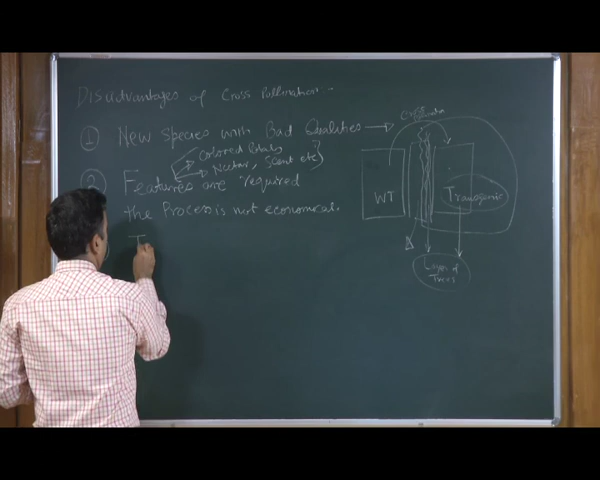 Disadvantages of Cross Pollination -
① New Species with Bad Qualities →
Colored Petals
Nectar, Scent etc
② Features are required
the Process is not economical.
T
Cross
WT
Transgenic
Layer of
Trees